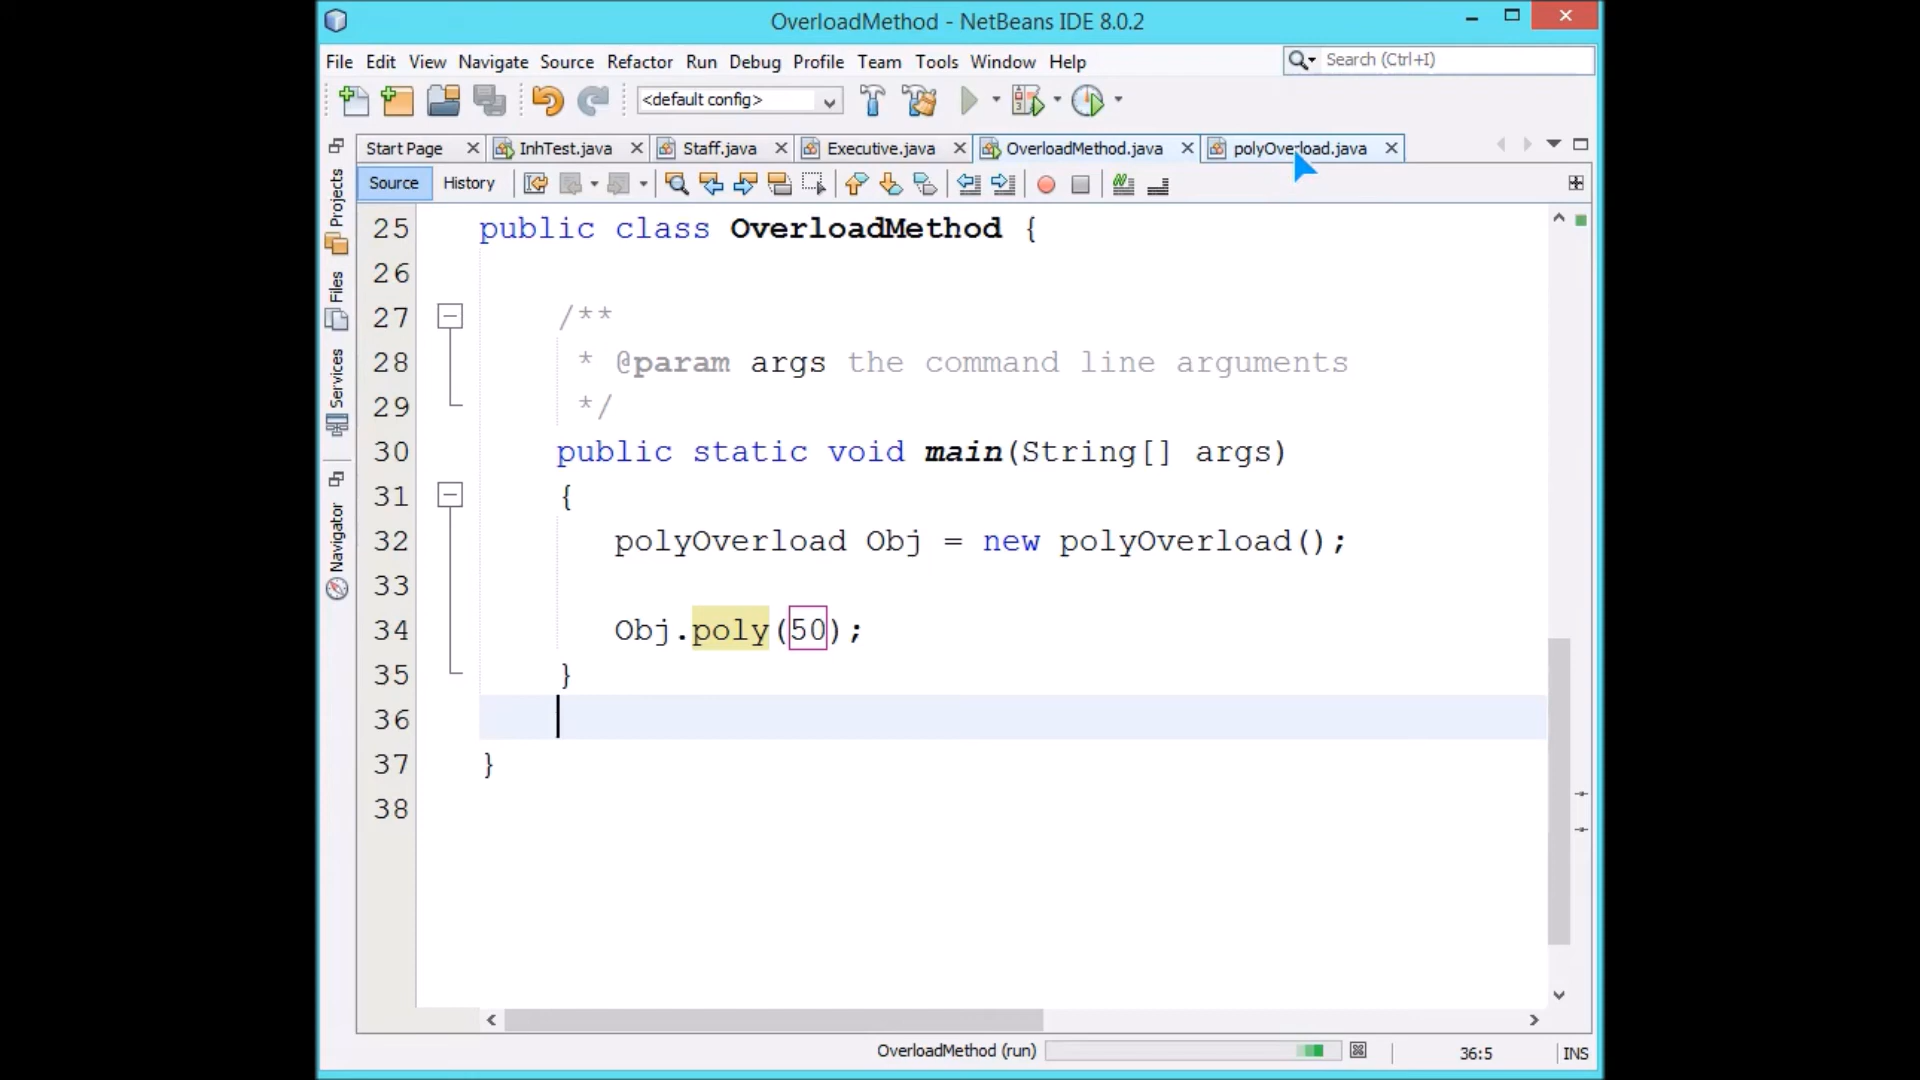 OverloadMethod - NetBeans IDE 8.0.2
File Edit View Navigate Source Refactor Run Debug Profile Team Tools Window Help
Search (Ctrl+I)
<default config>
Start Page InhTest.java Staff.java Executive.java OverloadMethod.java polyOverload.java
Source History
Projects
Files
Services
Navigator
25 public class OverloadMethod {
26
27 /**
28 * @param args the command line arguments
29 */
30 public static void main(String[] args)
31 {
32 polyOverload Obj = new polyOverload();
33
34 Obj.poly(50);
35 }
36
37 }
38
OverloadMethod (run) 36:5 INS